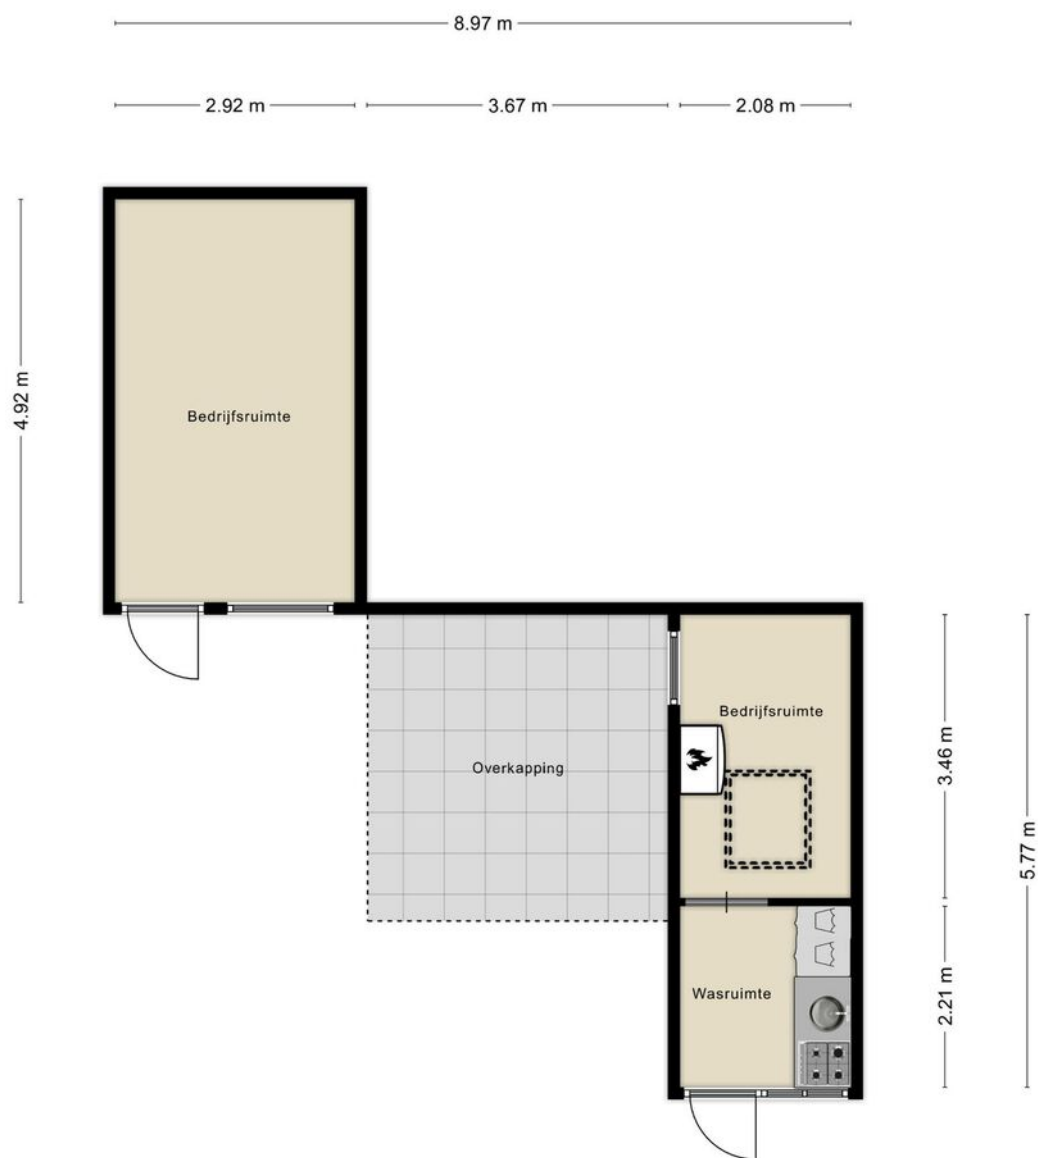 8.97 m
2.92 m
3.67 m
2.08 m
4.92 m
Bedrijfsruimte
Bedrijfsruimte
3.46 m
Overkapping
5.77 m
Wasruimte
2.21 m